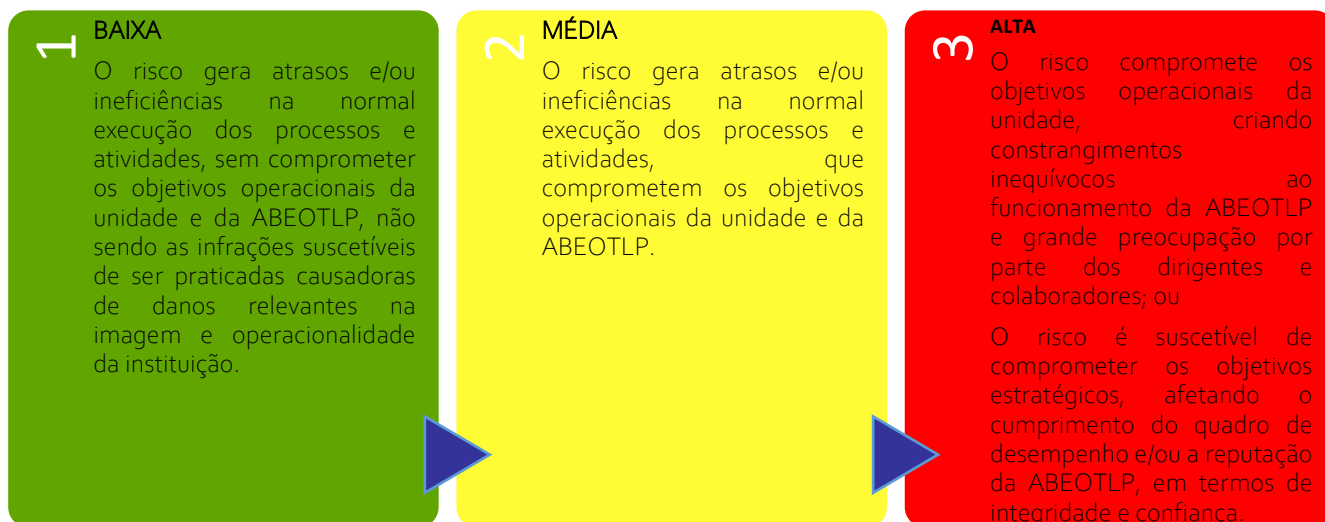 1
BAIXA
O risco gera atrasos e/ou
ineficiências na normal
execução dos processos e
atividades, sem comprometer
os objetivos operacionais da
unidade e da ABEOTLP, não
sendo as infrações suscetíveis
de ser praticadas causadoras
de danos relevantes na
imagem e operacionalidade
da instituição.
2
MÉDIA
O risco gera atrasos e/ou
ineficiências na normal
execução dos processos e
atividades, que
comprometem os objetivos
operacionais da unidade e da
ABEOTLP.
3
ALTA
O risco compromete os
objetivos operacionais da
unidade, criando
constrangimentos
inequívocos ao
funcionamento da ABEOTLP
e grande preocupação por
parte dos dirigentes e
colaboradores; ou
O risco é suscetível de
comprometer os objetivos
estratégicos, afetando o
cumprimento do quadro de
desempenho e/ou a reputação
da ABEOTLP, em termos de
integridade e confiança.